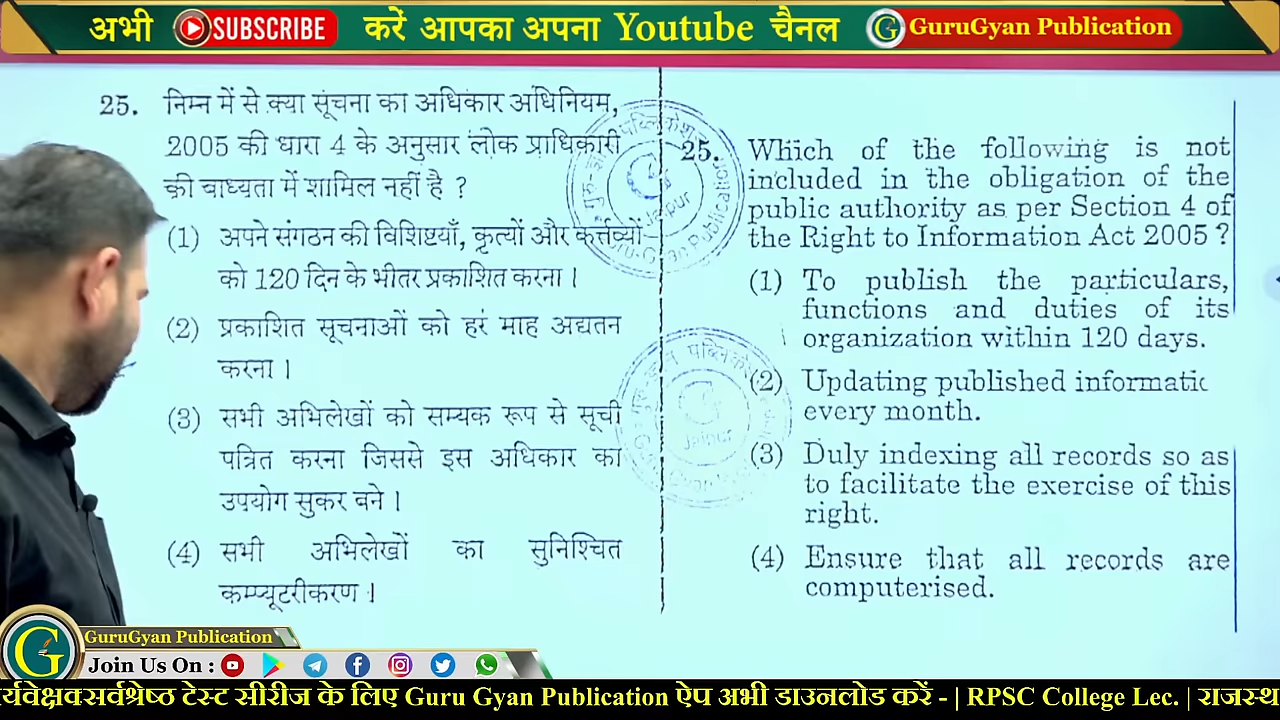 अभी SUBSCRIBE करें आपका अपना Youtube चैनल G GuruGyan Publication
25. निम्न में से क्या सूचना का अधिकार अधिनियम,
2005 की धारा 4 के अनुसार लोक प्राधिकारी
की बाध्यता में शामिल नहीं है ?
(1) अपने संगठन की विशिष्टयाँ, कृत्यों और कर्त्तव्यों
को 120 दिन के भीतर प्रकाशित करना ।
(2) प्रकाशित सूचनाओं को हर माह अद्यतन
करना ।
(3) सभी अभिलेखों को सम्यक रूप से सूची
पत्रित करना जिससे इस अधिकार का
उपयोग सुकर बने ।
(4) सभी अभिलेखों का सुनिश्चित
कम्प्यूटरीकरण ।
25. Which of the following is not
included in the obligation of the
public authority as per Section 4 of
the Right to Information Act 2005 ?
(1) To publish the particulars,
functions and duties of its
organization within 120 days.
(2) Updating published informatic
every month.
(3) Duly indexing all records so as
to facilitate the exercise of this
right.
(4) Ensure that all records are
computerised.
G GuruGyan Publication
Join Us On :
र्यवेक्षक सर्वश्रेष्ठ टेस्ट सीरीज के लिए Guru Gyan Publication ऐप अभी डाउनलोड करें - | RPSC College Lec. | राजस्थ